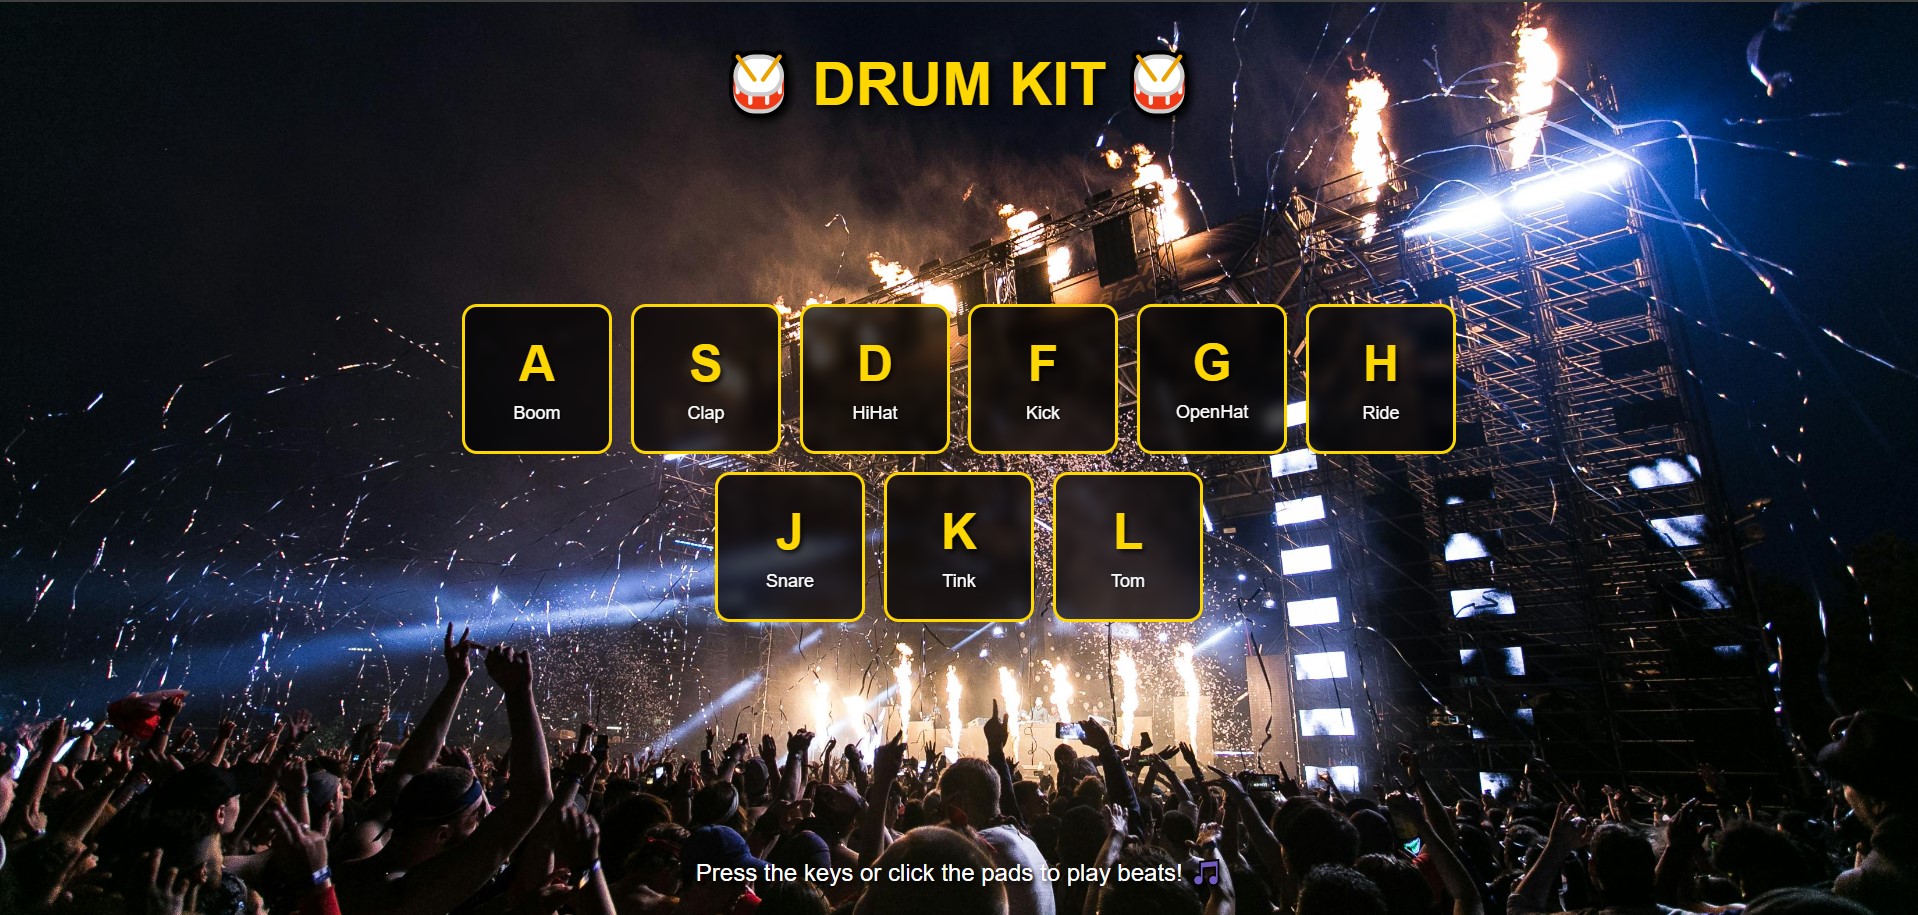 🥁 DRUM KIT 🥁
A S D F G H
Boom Clap HiHat Kick OpenHat Ride
J K L
Snare Tink Tom
Press the keys or click the pads to play beats! 🎵